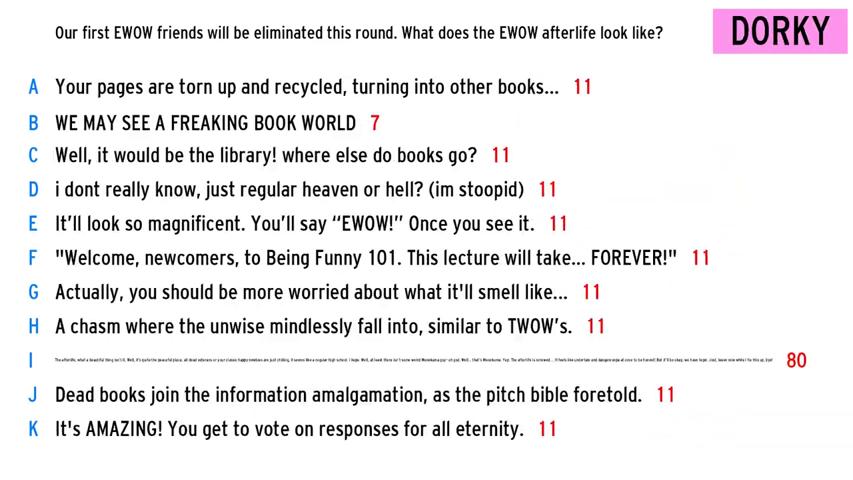 Our first EWOW friends will be eliminated this round. What does the EWOW afterlife look like?
DORKY
A Your pages are torn up and recycled, turning into other books... 11
B WE MAY SEE A FREAKING BOOK WORLD 7
C Well, it would be the library! where else do books go? 11
D i dont really know, just regular heaven or hell? (im stoopid) 11
E It'll look so magnificent. You'll say “EWOW!” Once you see it. 11
F "Welcome, newcomers, to Being Funny 101. This lecture will take... FOREVER!" 11
G Actually, you should be more worried about what it'll smell like... 11
H A chasm where the unwise mindlessly fall into, similar to TWOW's. 11
I 80
J Dead books join the information amalgamation, as the pitch bible foretold. 11
K It's AMAZING! You get to vote on responses for all eternity. 11